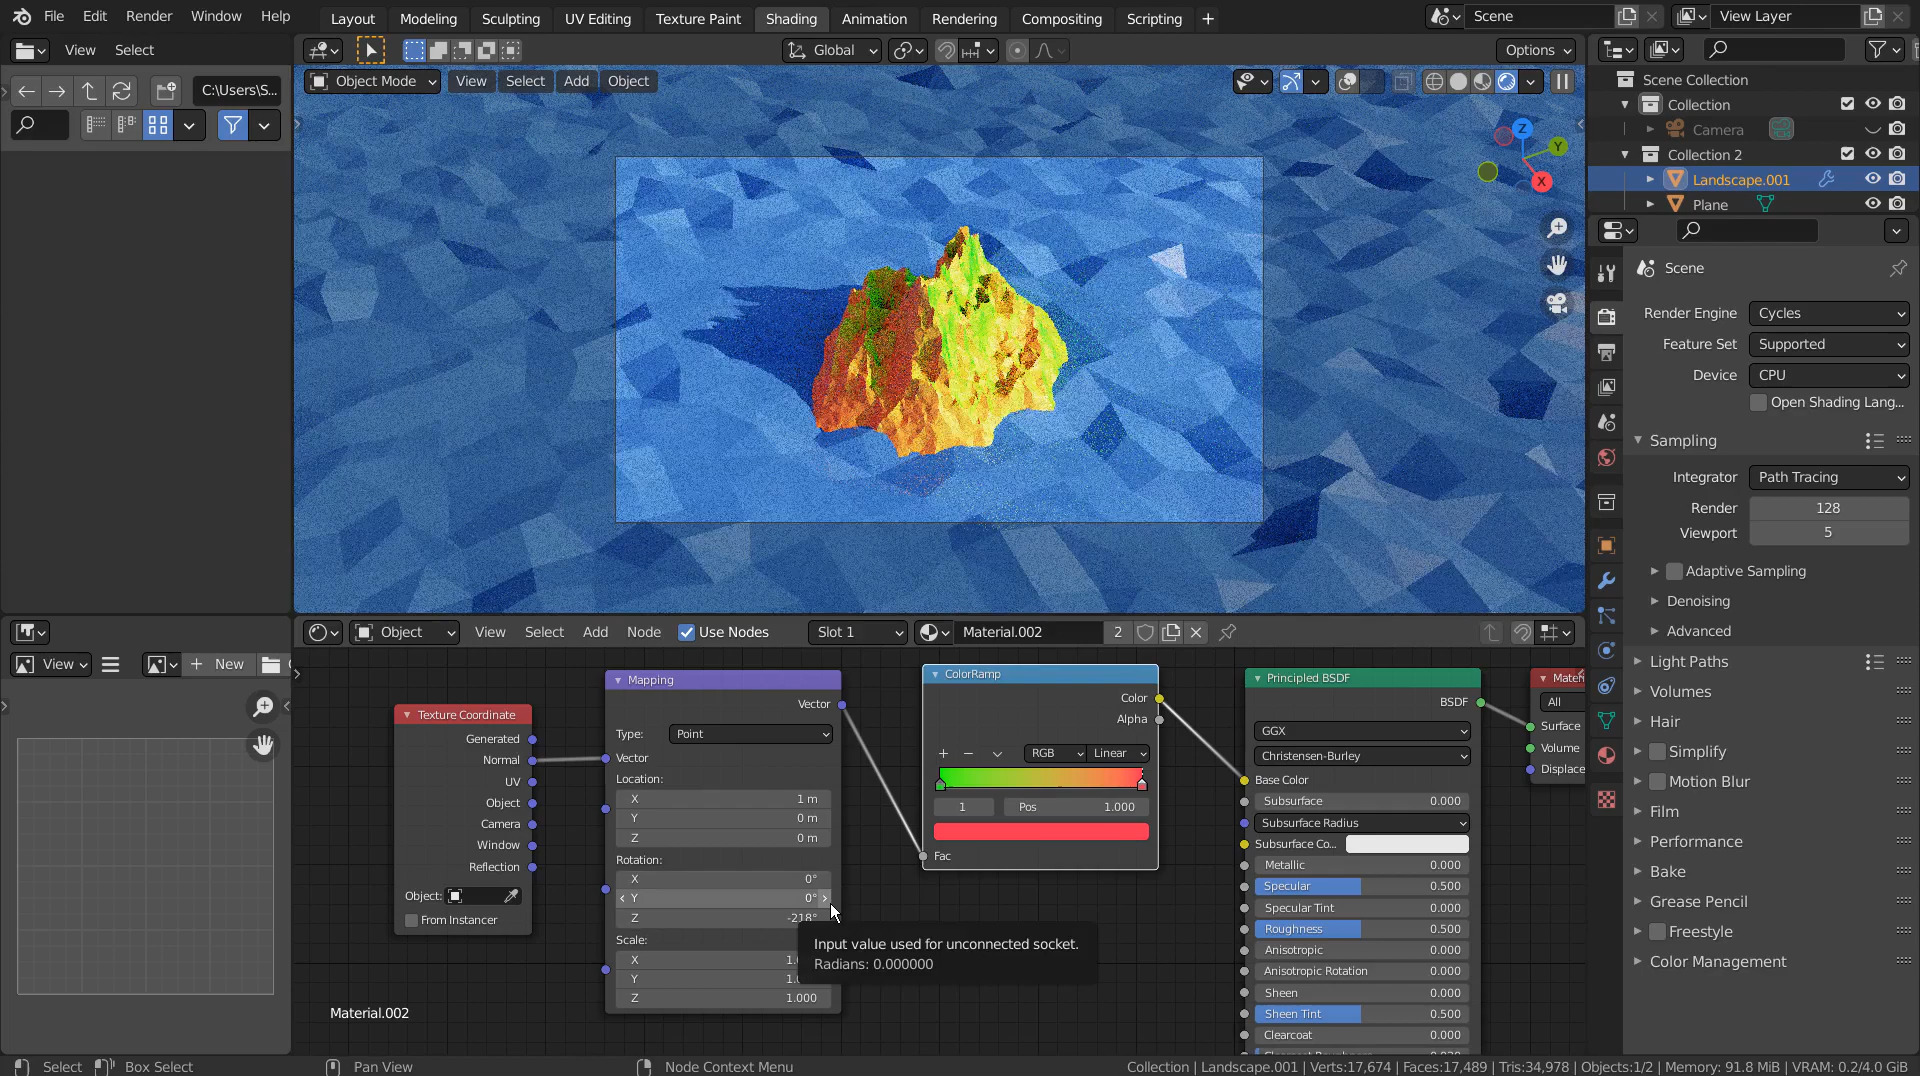 File Edit Render Window Help Layout Modeling Sculpting UV Editing Texture Paint Shading Animation Rendering Compositing Scripting + Scene View Layer
View Select Global Options
Object Mode View Select Add Object
C:\Users\S...
Scene Collection
Collection
Camera
Collection 2
Landscape.001
Plane
Z
Y
X
Scene
Render Engine Cycles
Feature Set Supported
Device CPU
Open Shading Lang...
Sampling
Integrator Path Tracing
Render 128
Viewport 5
Adaptive Sampling
Denoising
Advanced
Light Paths
Volumes
Hair
Simplify
Motion Blur
Film
Performance
Bake
Grease Pencil
Freestyle
Color Management
View New
Object View Select Add Node Use Nodes Slot 1 Material.002 2
Texture Coordinate
Generated
Normal
UV
Object
Camera
Window
Reflection
Object:
From Instancer
Mapping
Vector
Type: Point
Vector
Location:
X 1 m
Y 0 m
Z 0 m
Rotation:
X 0°
Y 0°
Z -218°
Scale:
X 1.0
Y 1.0
Z 1.000
Input value used for unconnected socket.
Radians: 0.000000
ColorRamp
Color
Alpha
+ − RGB Linear
1 Pos 1.000
Fac
Principled BSDF
BSDF
GGX
Christensen-Burley
Base Color
Subsurface 0.000
Subsurface Radius
Subsurface Co...
Metallic 0.000
Specular 0.500
Specular Tint 0.000
Roughness 0.500
Anisotropic 0.000
Anisotropic Rotation 0.000
Sheen 0.000
Sheen Tint 0.500
Clearcoat 0.000
Mater
All
Surface
Volume
Displace
Material.002
Select Box Select Pan View Node Context Menu Collection | Landscape.001 | Verts:17,674 | Faces:17,489 | Tris:34,978 | Objects:1/2 | Memory: 91.8 MiB | VRAM: 0.2/4.0 GiB